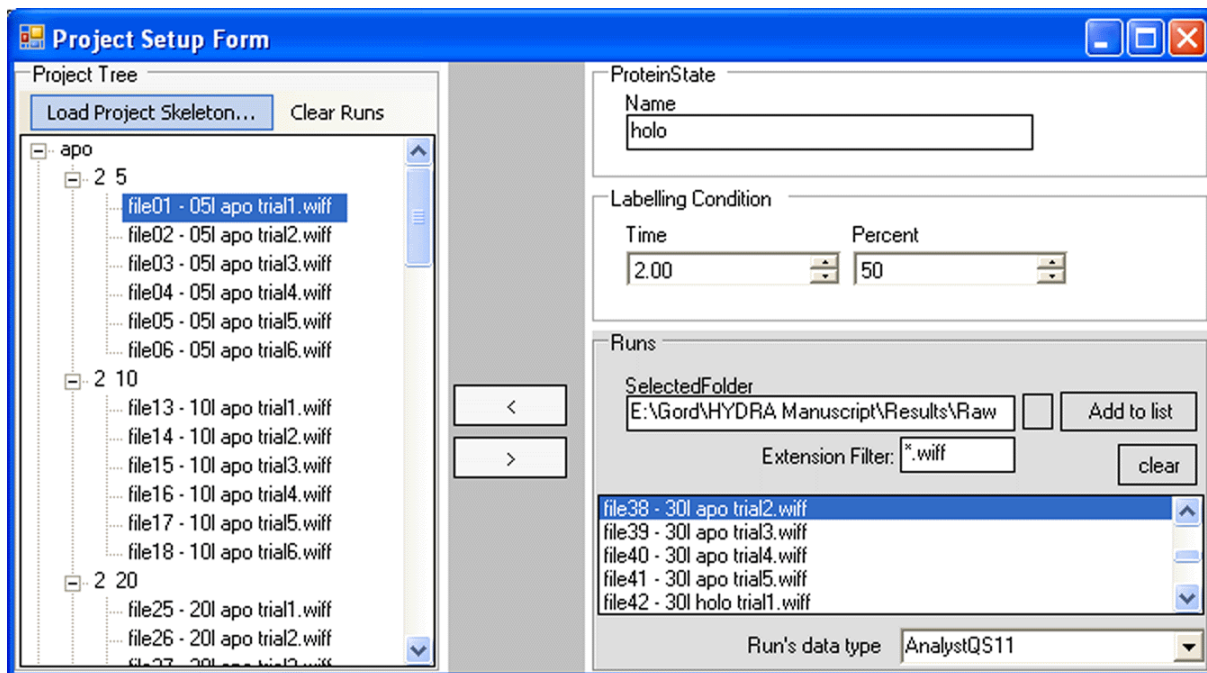 Project Setup Form
Project Tree
Load Project Skeleton...
Clear Runs
apo
2 5
file01 - 05l apo trial1.wiff
file02 - 05l apo trial2.wiff
file03 - 05l apo trial3.wiff
file04 - 05l apo trial4.wiff
file05 - 05l apo trial5.wiff
file06 - 05l apo trial6.wiff
2 10
file13 - 10l apo trial1.wiff
file14 - 10l apo trial2.wiff
file15 - 10l apo trial3.wiff
file16 - 10l apo trial4.wiff
file17 - 10l apo trial5.wiff
file18 - 10l apo trial6.wiff
2 20
file25 - 20l apo trial1.wiff
file26 - 20l apo trial2.wiff
<
>
ProteinState
Name
holo
Labelling Condition
Time Percent
2.00 50
Runs
SelectedFolder
E:\Gord\HYDRA Manuscript\Results\Raw
Add to list
Extension Filter: *.wiff
clear
file38 - 30l apo trial2.wiff
file39 - 30l apo trial3.wiff
file40 - 30l apo trial4.wiff
file41 - 30l apo trial5.wiff
file42 - 30l holo trial1.wiff
Run's data type AnalystQS11